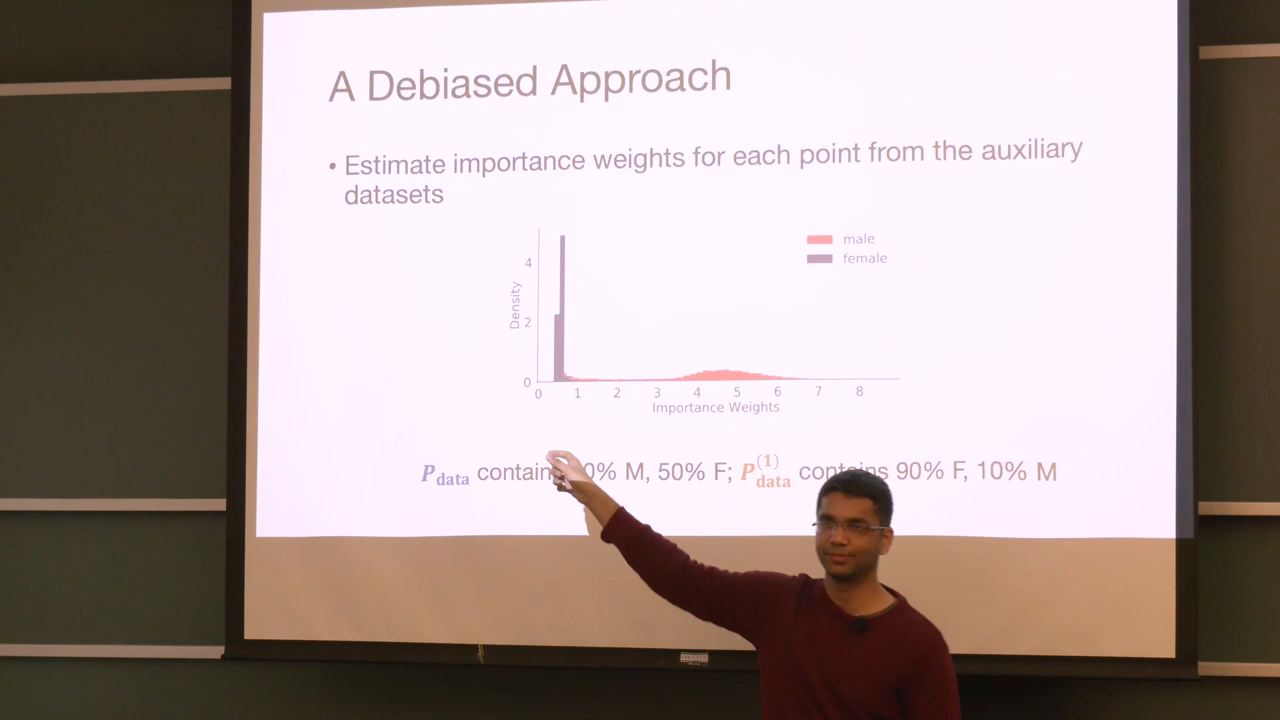 A Debiased Approach
• Estimate importance weights for each point from the auxiliary
datasets
male
female
Density
4
2
0
0 1 2 3 4 5 6 7 8
Importance Weights
P_data contain 0% M, 50% F; P_data^(1) contains 90% F, 10% M